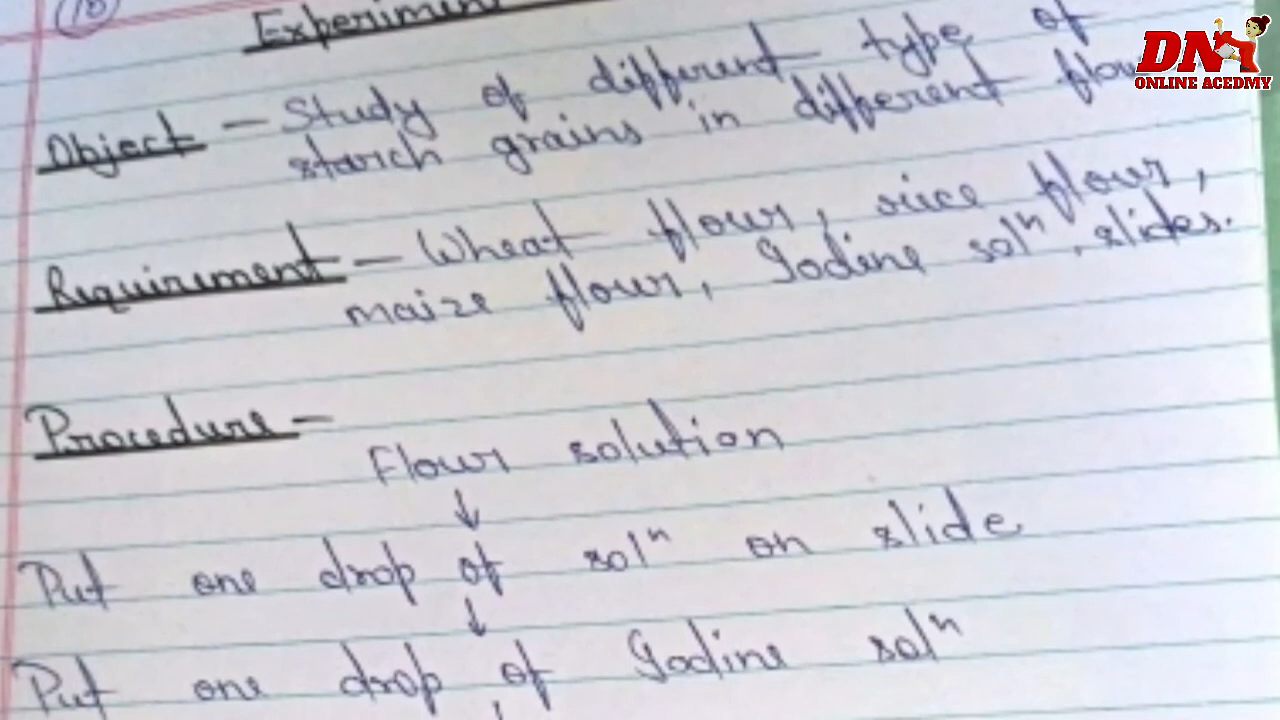 (18)
Experiment
Object - Study of different type of
starch grains in different flour
Requirement - Wheat flour, rice flour,
maize flour, Iodine solⁿ, slides.
Procedure -
Flour solution
↓
Put one drop of solⁿ on slide
↓
Put one drop of Iodine solⁿ
DN
ONLINE ACEDMY